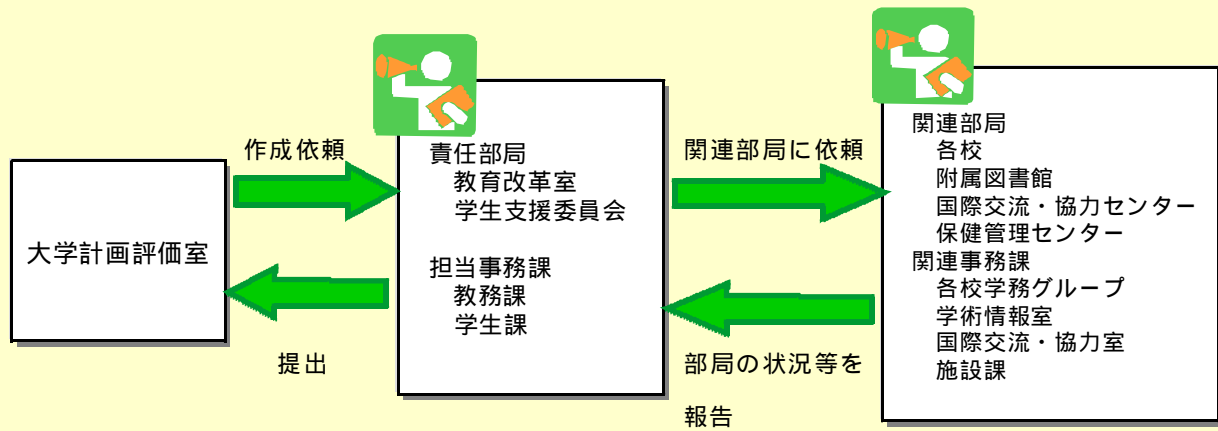 大学計画評価室
作成依頼
提出
責任部局
教育改革室
学生支援委員会
担当事務課
教務課
学生課
関連部局に依頼
部局の状況等を
報告
関連部局
各校
附属図書館
国際交流・協力センター
保健管理センター
関連事務課
各校学務グループ
学術情報室
国際交流・協力室
施設課